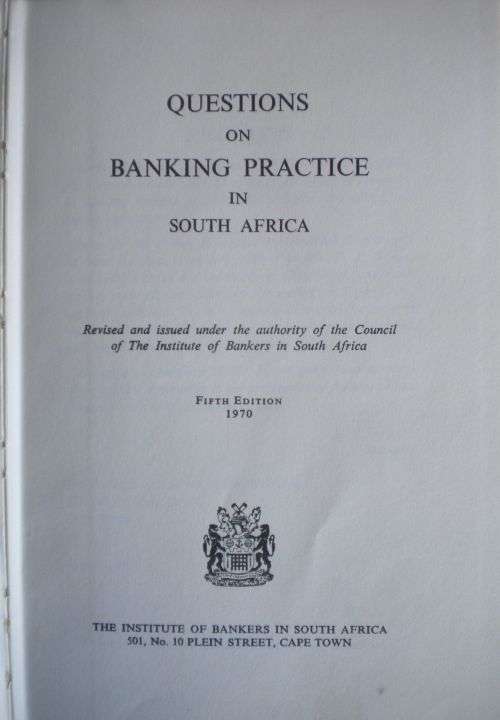 QUESTIONS
ON
BANKING PRACTICE
IN
SOUTH AFRICA
Revised and issued under the authority of the Council
of The Institute of Bankers in South Africa
FIFTH EDITION
1970
THE INSTITUTE OF BANKERS IN SOUTH AFRICA
501, No. 10 PLEIN STREET, CAPE TOWN